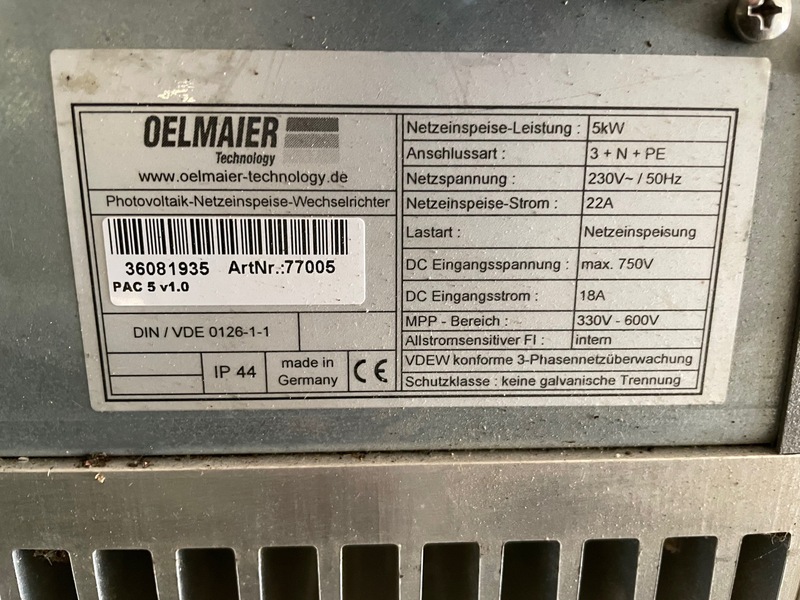 OELMAIER
Technology
www.oelmaier-technology.de
Photovoltaik-Netzeinspeise-Wechselrichter
36081935 ArtNr.:77005
PAC 5 v1.0
DIN / VDE 0126-1-1
IP 44
made in
Germany
CE
Netzeinspeise-Leistung : 5kW
Anschlussart : 3 + N + PE
Netzspannung : 230V~ / 50Hz
Netzeinspeise-Strom : 22A
Lastart : Netzeinspeisung
DC Eingangsspannung : max. 750V
DC Eingangsstrom : 18A
MPP - Bereich : 330V - 600V
Allstromsensitiver FI : intern
VDEW konforme 3-Phasennetzüberwachung
Schutzklasse : keine galvanische Trennung